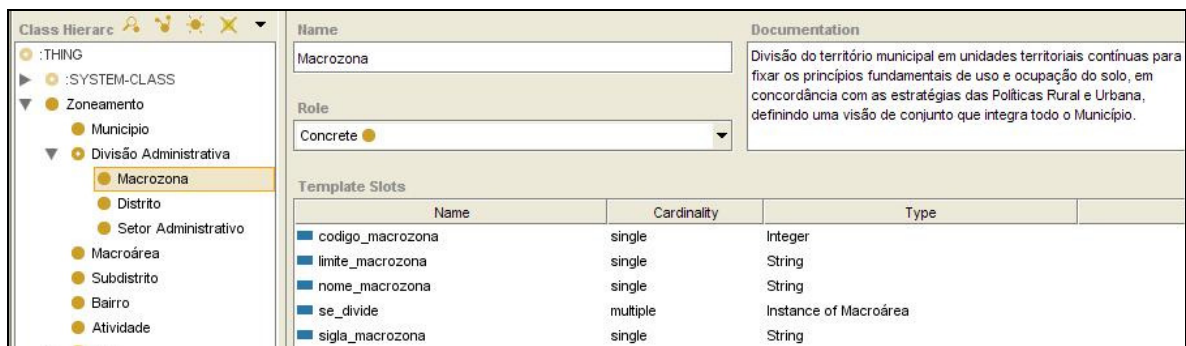 Class Hierarc
:THING
:SYSTEM-CLASS
Zoneamento
Municipio
Divisão Administrativa
Macrozona
Distrito
Setor Administrativo
Macroárea
Subdistrito
Bairro
Atividade
Name
Macrozona
Role
Concrete
Documentation
Divisão do território municipal em unidades territoriais contínuas para
fixar os princípios fundamentais de uso e ocupação do solo, em
concordância com as estratégias das Políticas Rural e Urbana,
definindo uma visão de conjunto que integra todo o Município.
Template Slots
Name Cardinality Type
codigo_macrozona single Integer
limite_macrozona single String
nome_macrozona single String
se_divide multiple Instance of Macroárea
sigla_macrozona single String